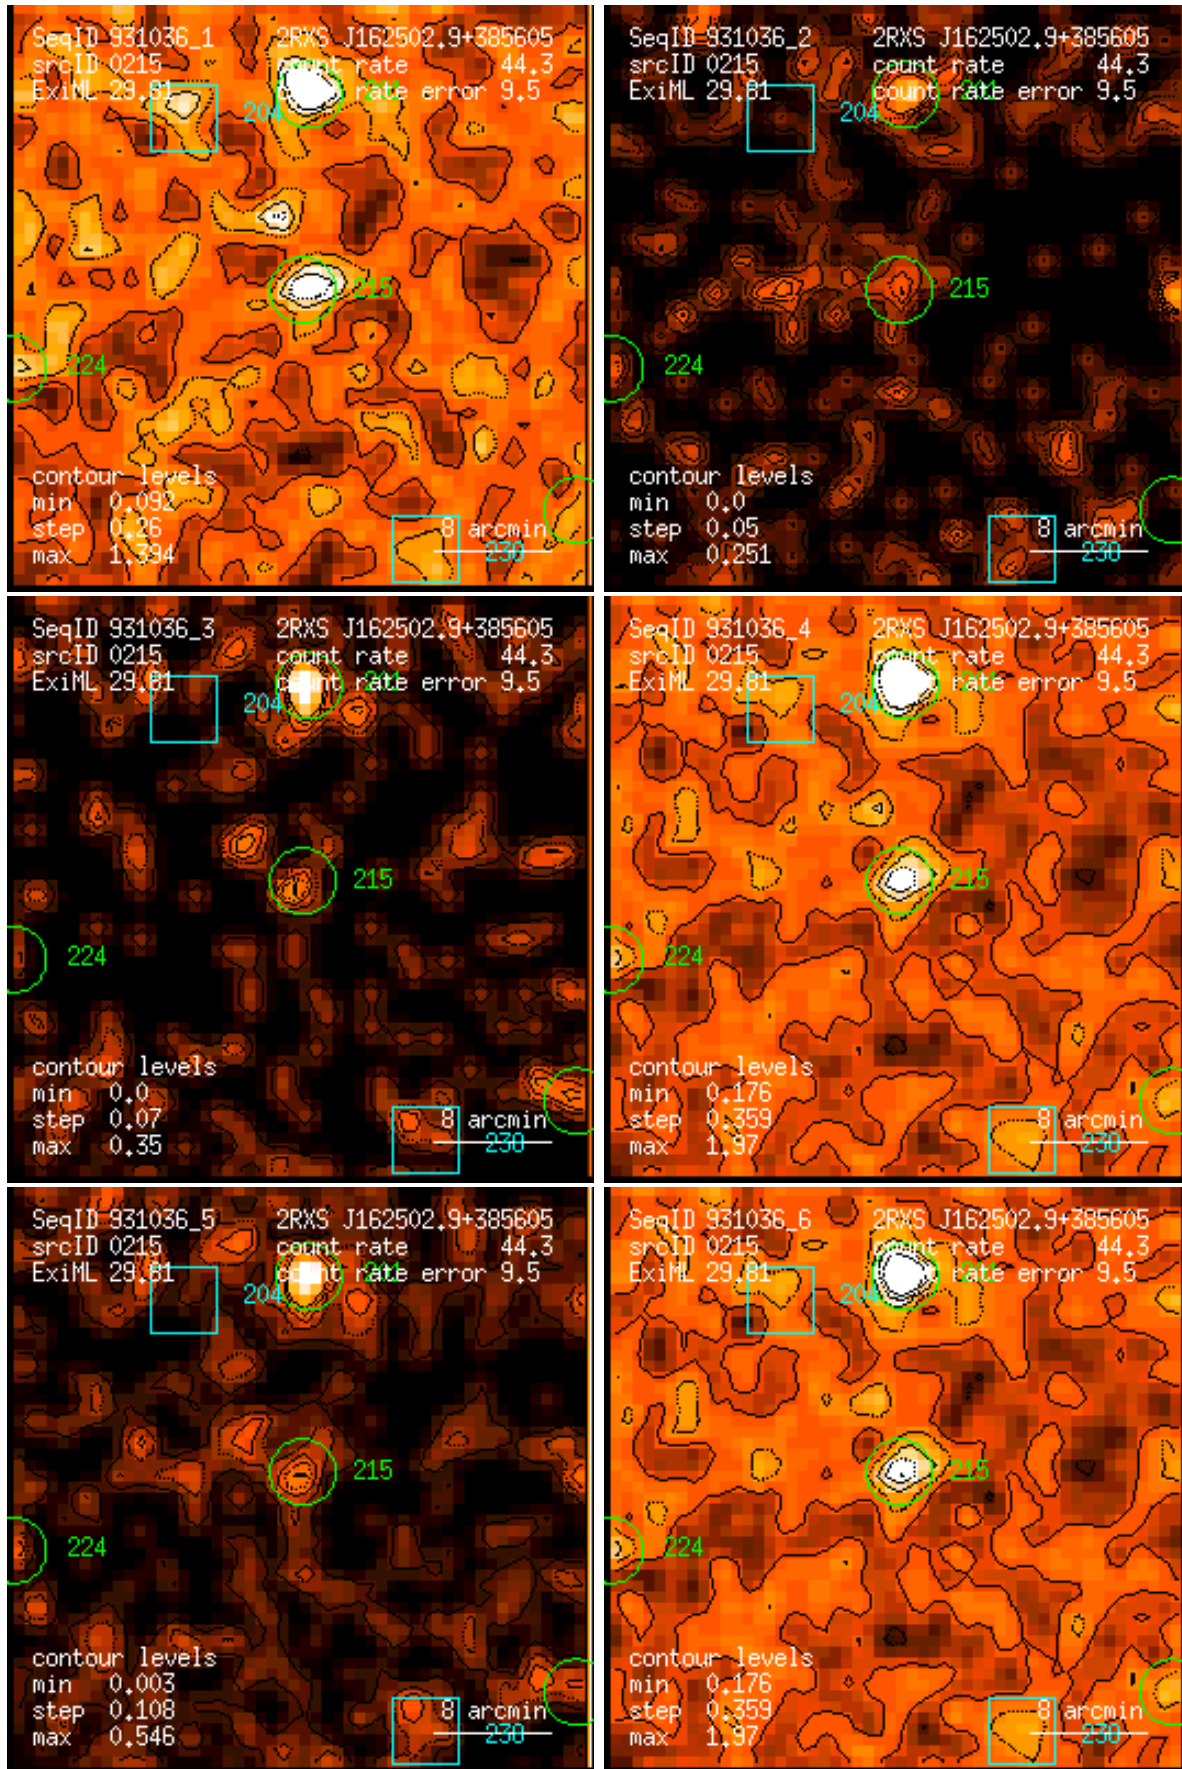 SeqID 931036_1 2RXS J162502.9+385605
srcID 0215 count rate 44.3
ExiML 29.81 count rate error 9.5
204
215
224
contour levels
min 0.092
step 0.26 8 arcmin
max 1.394 230
SeqID 931036_2 2RXS J162502.9+385605
srcID 0215 count rate 44.3
ExiML 29.81 count rate error 9.5
204
215
224
contour levels
min 0.0
step 0.05 8 arcmin
max 0.251 230
SeqID 931036_3 2RXS J162502.9+385605
srcID 0215 count rate 44.3
ExiML 29.81 count rate error 9.5
204
215
224
contour levels
min 0.0
step 0.07 8 arcmin
max 0.35 230
SeqID 931036_4 2RXS J162502.9+385605
srcID 0215 count rate 44.3
ExiML 29.81 rate error 9.5
204
215
224
contour levels
min 0.176
step 0.359 8 arcmin
max 1.97 230
SeqID 931036_5 2RXS J162502.9+385605
srcID 0215 count rate 44.3
ExiML 29.81 count rate error 9.5
204
215
224
contour levels
min 0.003
step 0.108 8 arcmin
max 0.546 230
SeqID 931036_6 2RXS J162502.9+385605
srcID 0215 count rate 44.3
ExiML 29.81 rate error 9.5
204
215
224
contour levels
min 0.176
step 0.359 8 arcmin
max 1.97 230